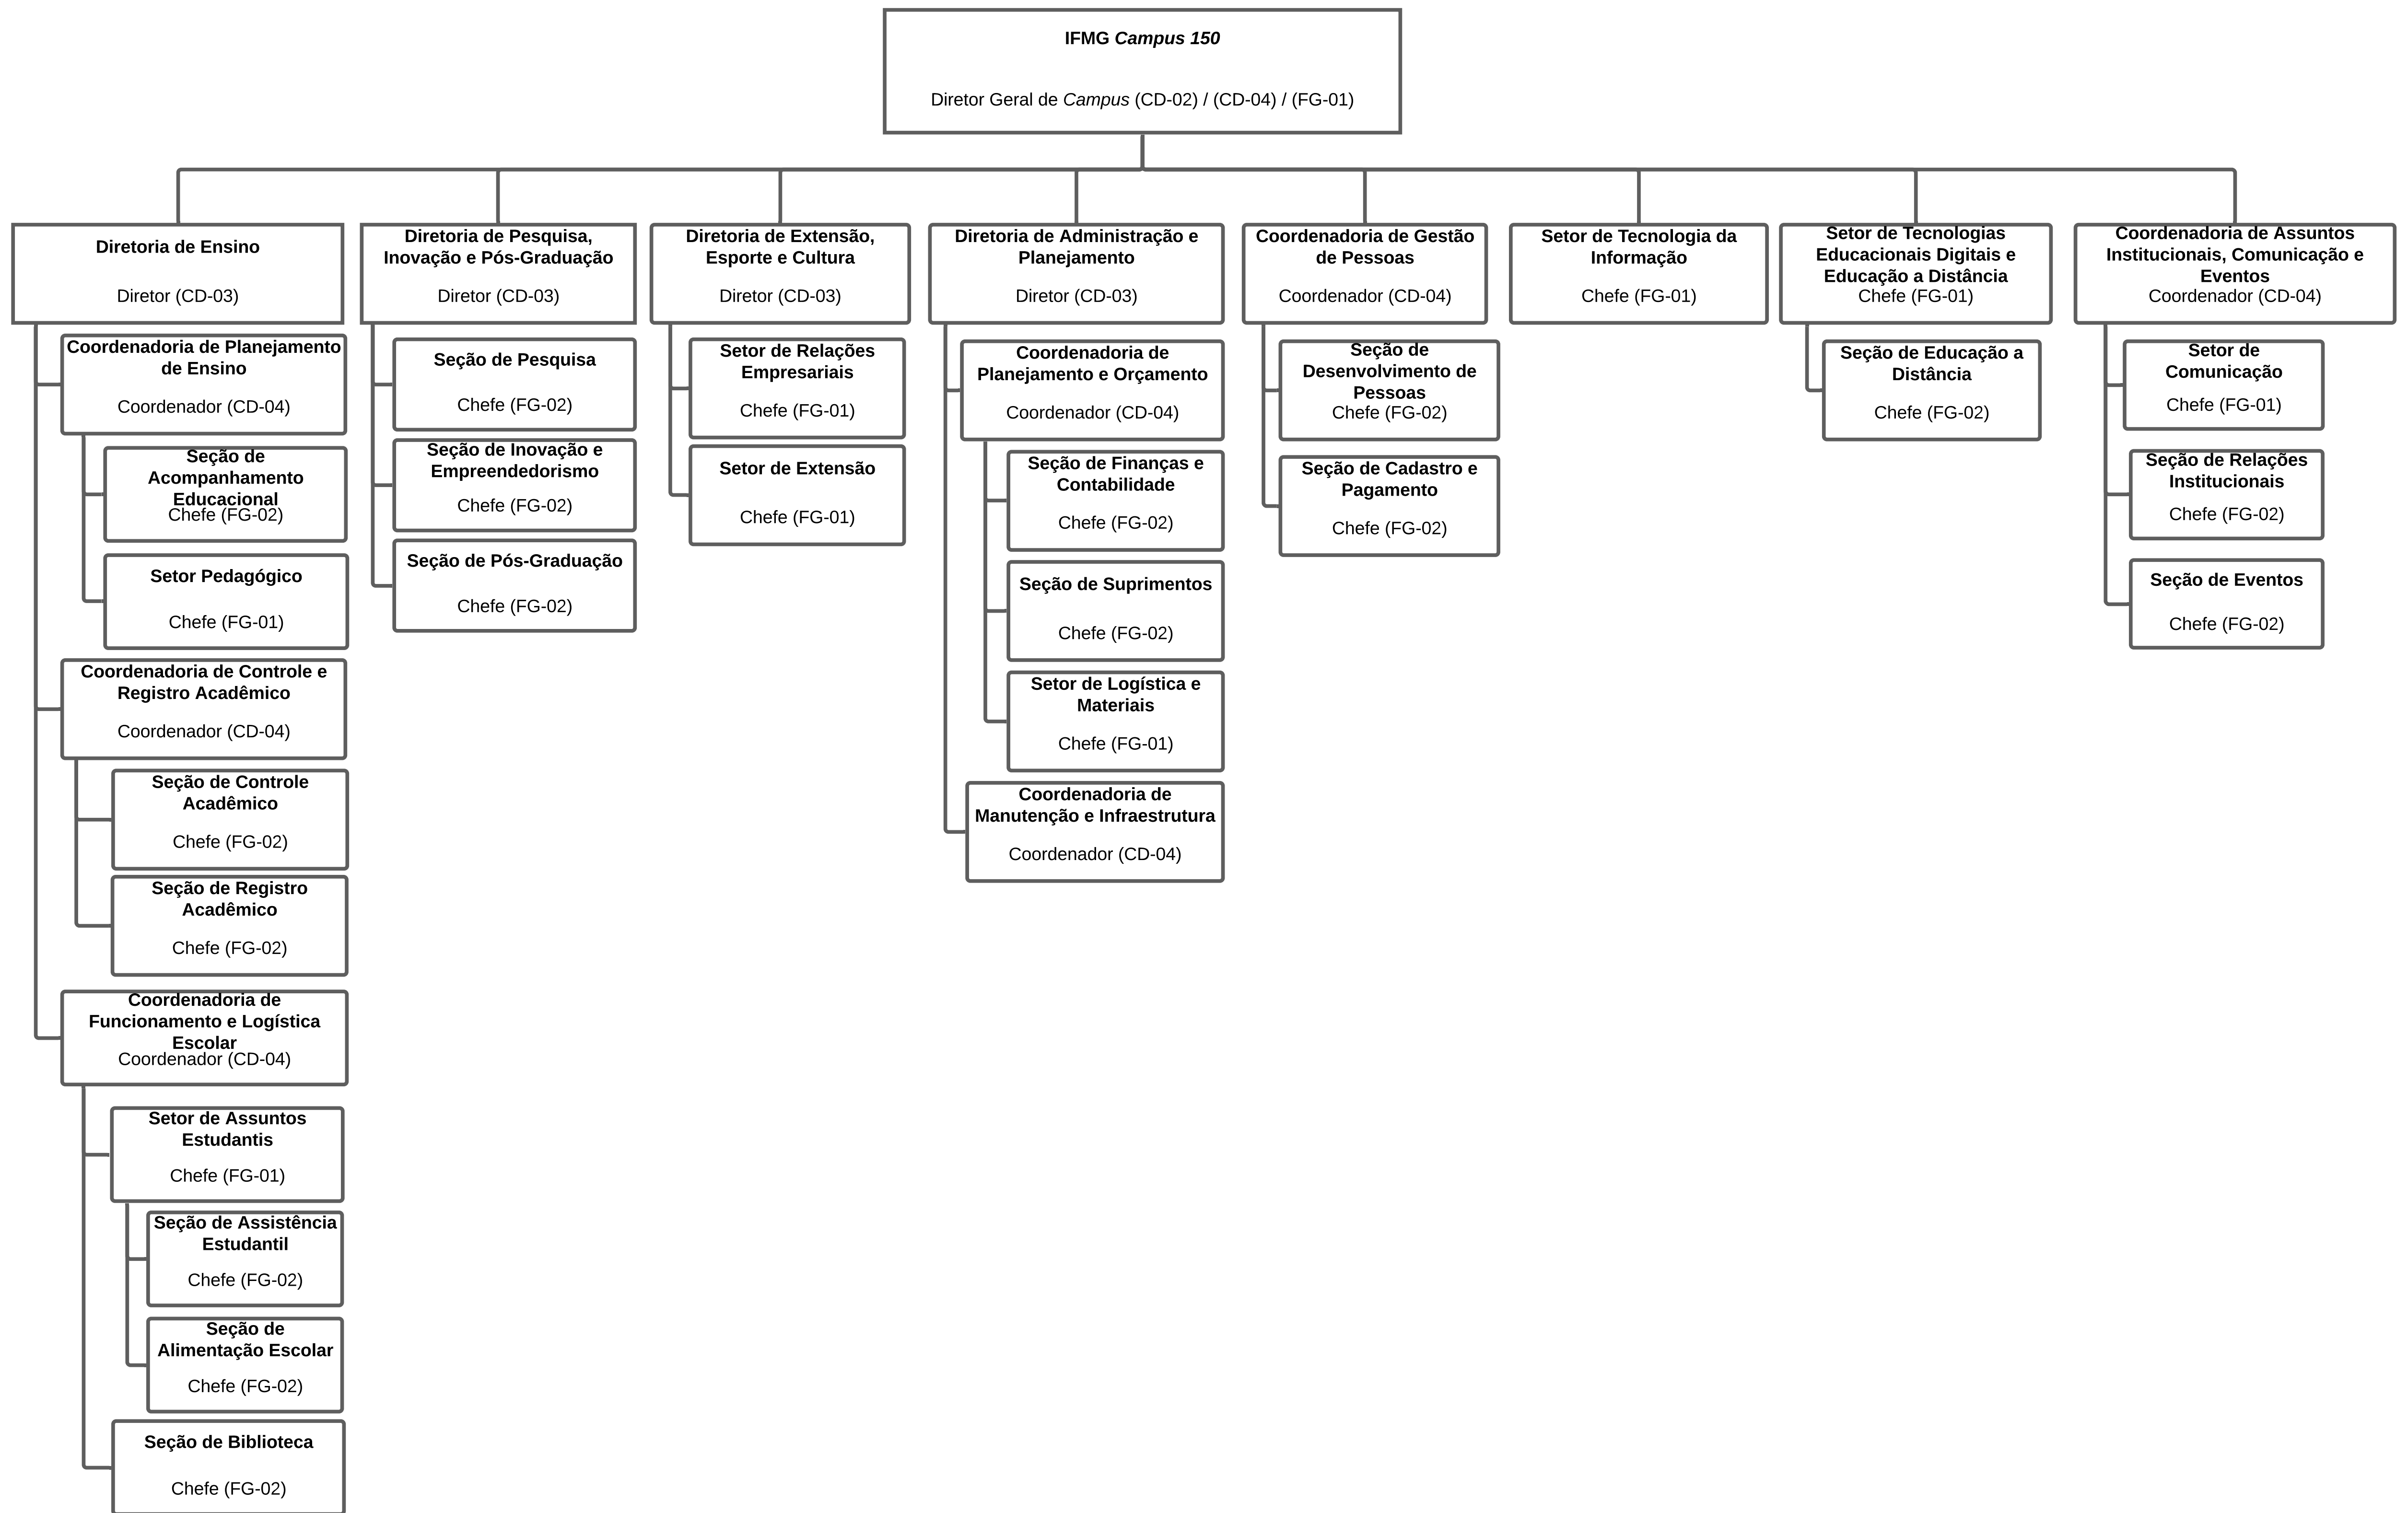 IFMG Campus 150
Diretor Geral de Campus (CD-02) / (CD-04) / (FG-01)
Diretoria de Ensino
Diretor (CD-03)
Coordenadoria de Planejamento
de Ensino
Coordenador (CD-04)
Seção de
Acompanhamento
Educacional
Chefe (FG-02)
Setor Pedagógico
Chefe (FG-01)
Coordenadoria de Controle e
Registro Acadêmico
Coordenador (CD-04)
Seção de Controle
Acadêmico
Chefe (FG-02)
Seção de Registro
Acadêmico
Chefe (FG-02)
Coordenadoria de
Funcionamento e Logística
Escolar
Coordenador (CD-04)
Setor de Assuntos
Estudantis
Chefe (FG-01)
Seção de Assistência
Estudantil
Chefe (FG-02)
Seção de
Alimentação Escolar
Chefe (FG-02)
Seção de Biblioteca
Chefe (FG-02)
Diretoria de Pesquisa,
Inovação e Pós-Graduação
Diretor (CD-03)
Seção de Pesquisa
Chefe (FG-02)
Seção de Inovação e
Empreendedorismo
Chefe (FG-02)
Seção de Pós-Graduação
Chefe (FG-02)
Diretoria de Extensão,
Esporte e Cultura
Diretor (CD-03)
Setor de Relações
Empresariais
Chefe (FG-01)
Setor de Extensão
Chefe (FG-01)
Diretoria de Administração e
Planejamento
Diretor (CD-03)
Coordenadoria de
Planejamento e Orçamento
Coordenador (CD-04)
Seção de Finanças e
Contabilidade
Chefe (FG-02)
Seção de Suprimentos
Chefe (FG-02)
Setor de Logística e
Materiais
Chefe (FG-01)
Coordenadoria de
Manutenção e Infraestrutura
Coordenador (CD-04)
Coordenadoria de Gestão
de Pessoas
Coordenador (CD-04)
Seção de
Desenvolvimento de
Pessoas
Chefe (FG-02)
Seção de Cadastro e
Pagamento
Chefe (FG-02)
Setor de Tecnologia da
Informação
Chefe (FG-01)
Setor de Tecnologias
Educacionais Digitais e
Educação a Distância
Chefe (FG-01)
Seção de Educação a
Distância
Chefe (FG-02)
Coordenadoria de Assuntos
Institucionais, Comunicação e
Eventos
Coordenador (CD-04)
Setor de
Comunicação
Chefe (FG-01)
Seção de Relações
Institucionais
Chefe (FG-02)
Seção de Eventos
Chefe (FG-02)